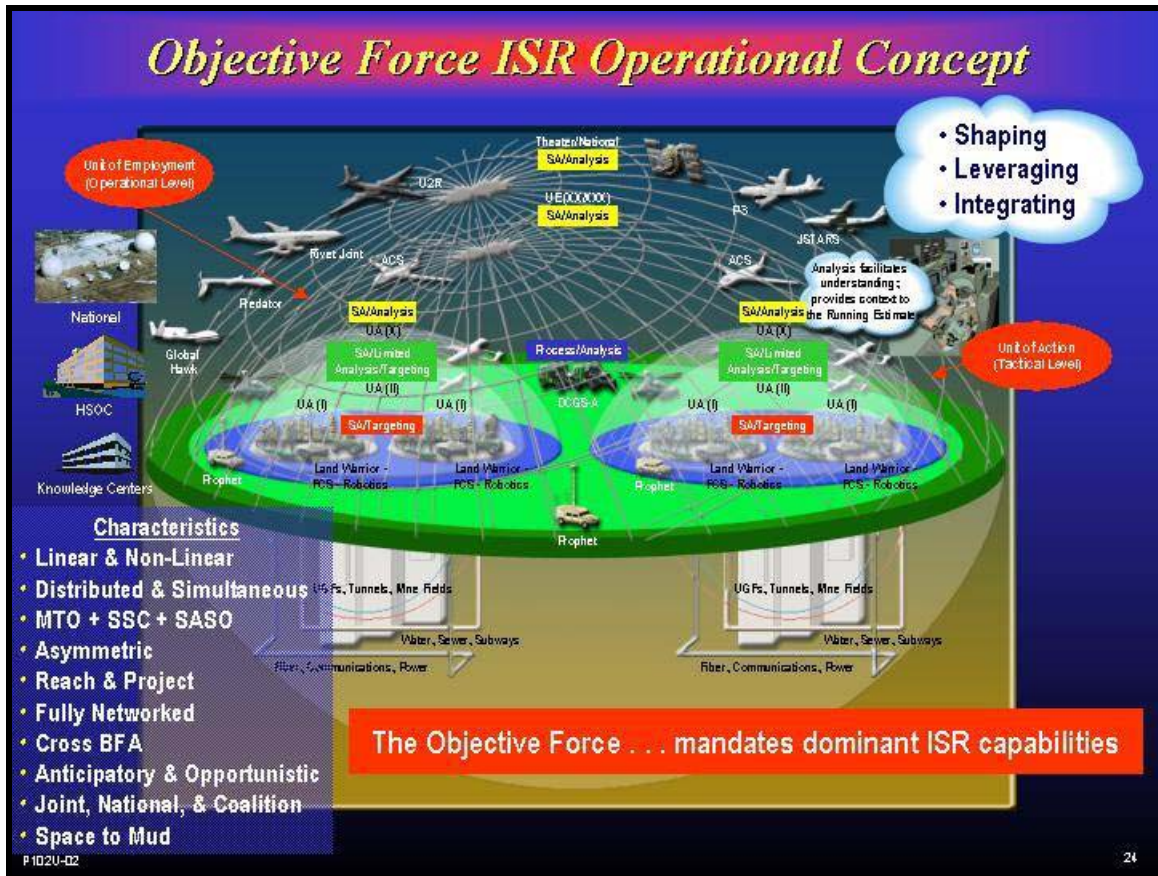 Objective Force ISR Operational Concept
• Shaping
• Leveraging
• Integrating
Unit of Employment
(Operational Level)
Theater/National
SA/Analysis
U2R
UE(XX/XXX)
SA/Analysis
P3
JSTARS
Rivet Joint
ACS
ACS
Predator
Analysis facilitates
understanding;
provides context to
the Running Estimate
National
Global
Hawk
SA/Analysis
UA (X)
SA/Limited
Analysis/Targeting
UA (II)
UA (I)
UA (I)
SA/Targeting
Process/Analysis
DCGS-A
SA/Analysis
UA (X)
SA/Limited
Analysis/Targeting
UA (II)
UA (I)
UA (I)
SA/Targeting
Unit of Action
(Tactical Level)
HSOC
Knowledge Centers
Prophet
Land Warrior -
FCS - Robotics
Land Warrior -
FCS - Robotics
Prophet
Land Warrior -
FCS - Robotics
Land Warrior -
FCS - Robotics
Prophet
Characteristics
• Linear & Non-Linear
• Distributed & Simultaneous
• MTO + SSC + SASO
• Asymmetric
• Reach & Project
• Fully Networked
• Cross BFA
• Anticipatory & Opportunistic
• Joint, National, & Coalition
• Space to Mud
UGFs, Tunnels, Mine Fields
Water, Sewer, Subways
Fiber, Communications, Power
UGFs, Tunnels, Mine Fields
Water, Sewer, Subways
Fiber, Communications, Power
The Objective Force . . . mandates dominant ISR capabilities
P102U-02
24